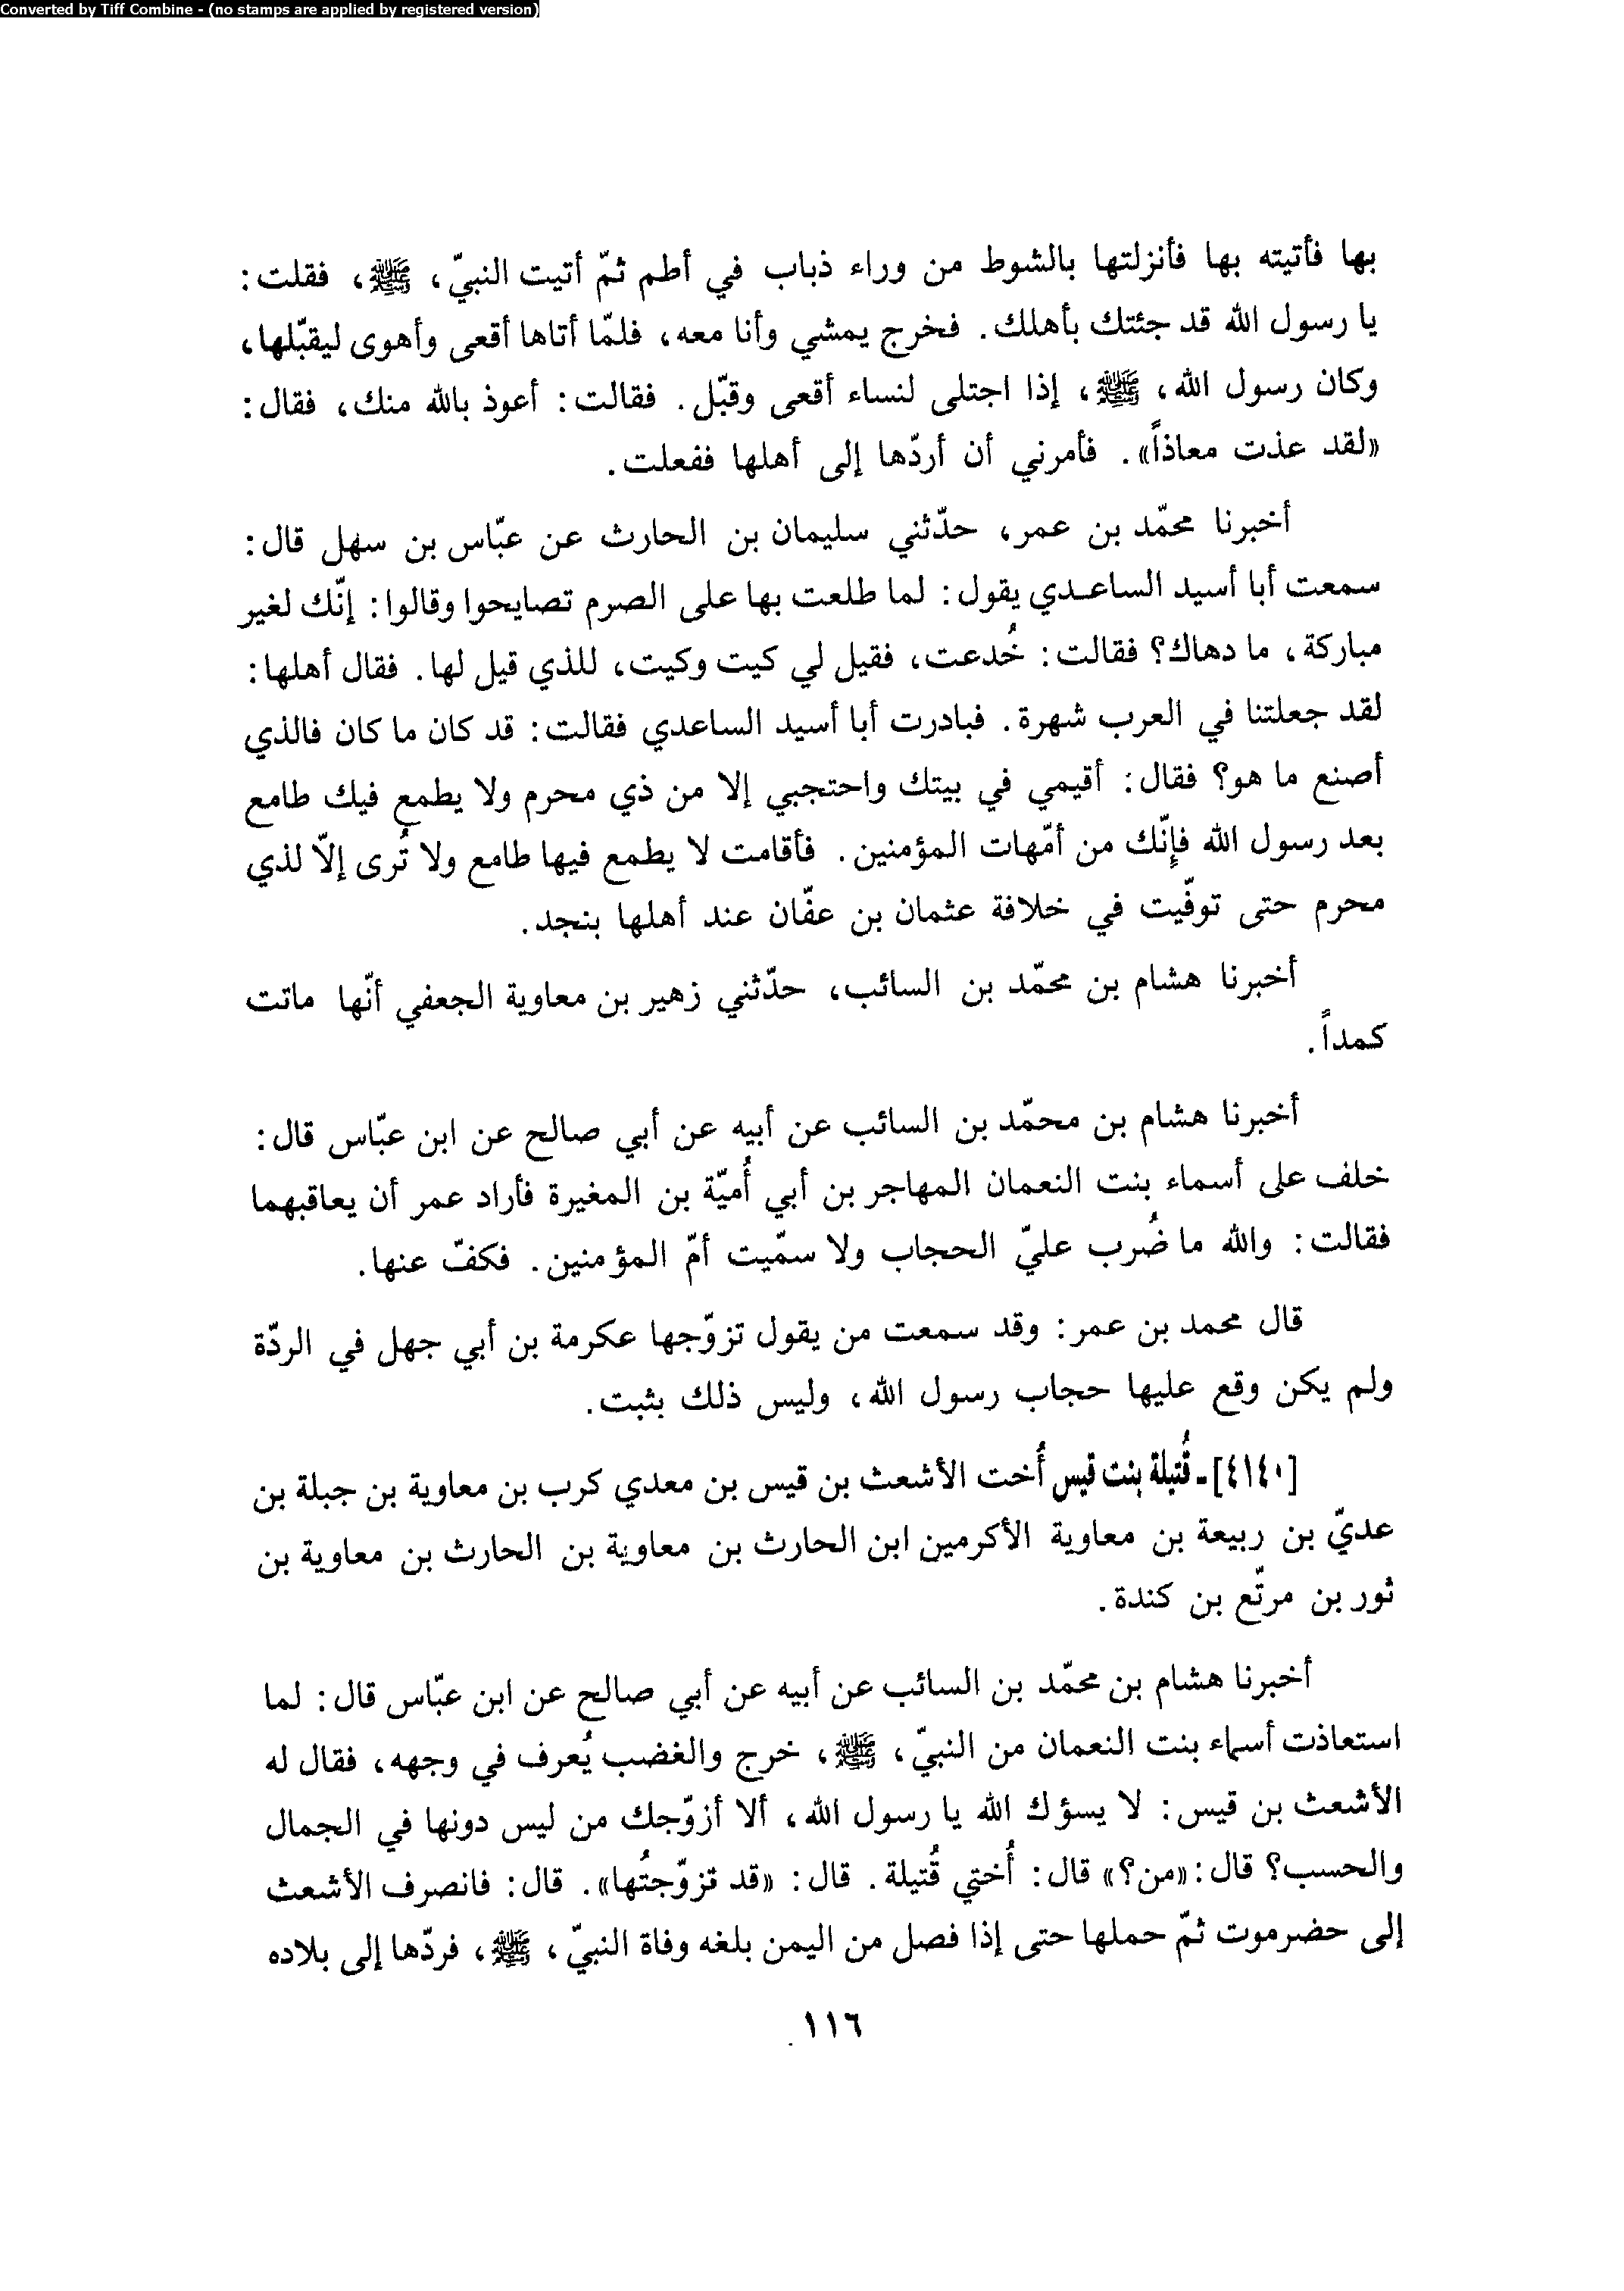 Converted by Tiff Combine - (no stamps are applied by registered version)
بها فأتيته بها فأنزلتها بالشوط من وراء ذباب في أطم ثمّ أتيت النبيّ، ﷺ، فقلت:
يا رسول الله قد جئتك بأهلك. فخرج يمشي وأنا معه، فلمّا أتاها أقعى وأهوى ليقبّلها،
وكان رسول الله، ﷺ، إذا اجتلى لنساء أقعى وقبّل. فقالت: أعوذ بالله منك، فقال:
«لقد عذت معاذاً». فأمرني أن أردّها إلى أهلها ففعلت.
أخبرنا محمّد بن عمر، حدّثني سليمان بن الحارث عن عبّاس بن سهل قال:
سمعت أبا أسيد الساعدي يقول: لما طلعت بها على الصرم تصايحوا وقالوا: إنّك لغير
مباركة، ما دهاك؟ فقالت: خُدعت، فقيل لي كيت وكيت، للذي قيل لها. فقال أهلها:
لقد جعلتنا في العرب شهرة. فبادرت أبا أسيد الساعدي فقالت: قد كان ما كان فالذي
أصنع ما هو؟ فقال: أقيمي في بيتك واحتجبي إلا من ذي محرم ولا يطمع فيك طامع
بعد رسول الله فإنّك من أمّهات المؤمنين. فأقامت لا يطمع فيها طامع ولا تُرى إلاّ لذي
محرم حتى توفّيت في خلافة عثمان بن عفّان عند أهلها بنجد.
أخبرنا هشام بن محمّد بن السائب، حدّثني زهير بن معاوية الجعفي أنّها ماتت
كمداً.
أخبرنا هشام بن محمّد بن السائب عن أبيه عن أبي صالح عن ابن عبّاس قال:
خلف على أسماء بنت النعمان المهاجر بن أبي أُميّة بن المغيرة فأراد عمر أن يعاقبهما
فقالت: والله ما ضُرب عليّ الحجاب ولا سمّيت أمّ المؤمنين. فكفّ عنها.
قال محمد بن عمر: وقد سمعت من يقول تزوّجها عكرمة بن أبي جهل في الردّة
ولم يكن وقع عليها حجاب رسول الله، وليس ذلك بثبت.
[٤١٤٠] - قُتيلة بنت قيس أُخت الأشعث بن قيس بن معدي كرب بن معاوية بن جبلة بن
عديّ بن ربيعة بن معاوية الأكرمين ابن الحارث بن معاوية بن الحارث بن معاوية بن
ثور بن مرتّع بن كندة.
أخبرنا هشام بن محمّد بن السائب عن أبيه عن أبي صالح عن ابن عبّاس قال: لما
استعاذت أسماء بنت النعمان من النبيّ، ﷺ، خرج والغضب يُعرف في وجهه، فقال له
الأشعث بن قيس: لا يسؤك الله يا رسول الله، ألا أزوّجك من ليس دونها في الجمال
والحسب؟ قال: «من؟» قال: أُختي قُتيلة. قال: «قد تزوّجتُها». قال: فانصرف الأشعث
إلى حضرموت ثمّ حملها حتى إذا فصل من اليمن بلغه وفاة النبيّ، ﷺ، فردّها إلى بلاده
١١٦